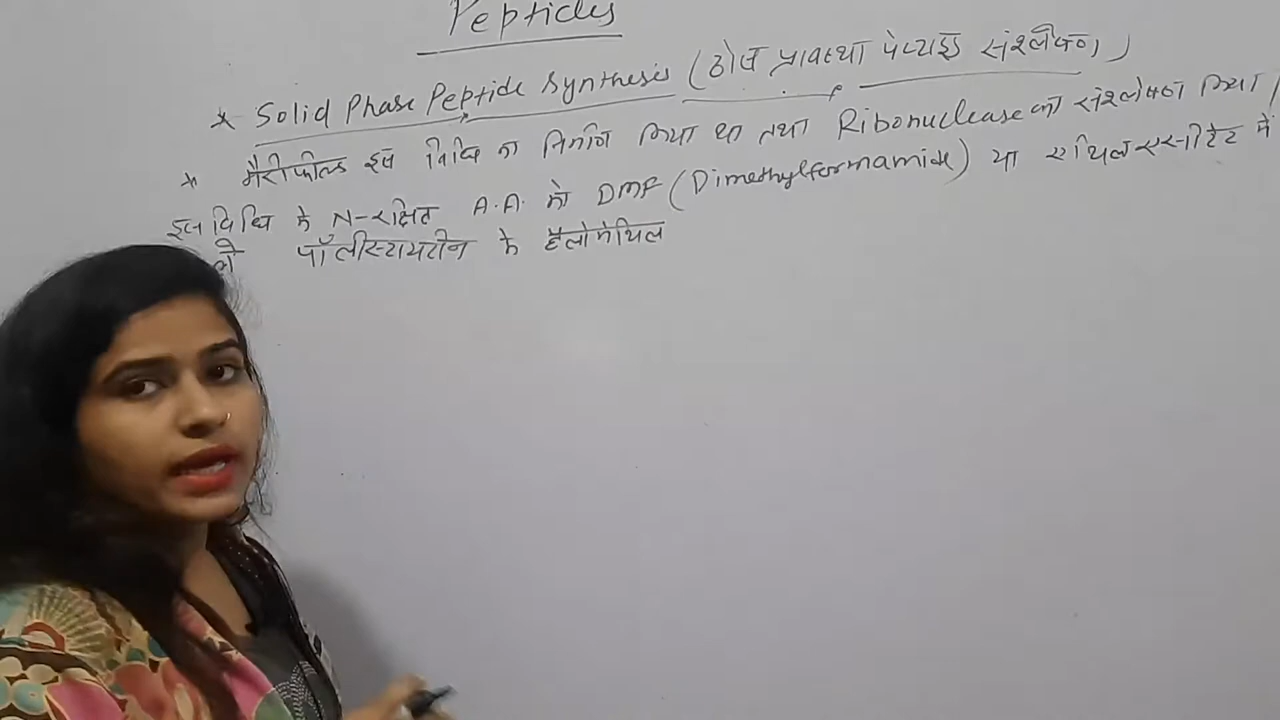 Peptides
* Solid Phase Peptide Synthesis (ठोस प्रावस्था पेप्टाइड संश्लेषण)
* मैरीफील्ड इस विधि का निर्माण किया था तथा Ribonuclease का संश्लेषण किया।
इस विधि में N-रक्षित A.A. को DMF (Dimethylformamide) या एथिलएसीटेट में
पॉलीस्टायरीन के हैलोमेथिल